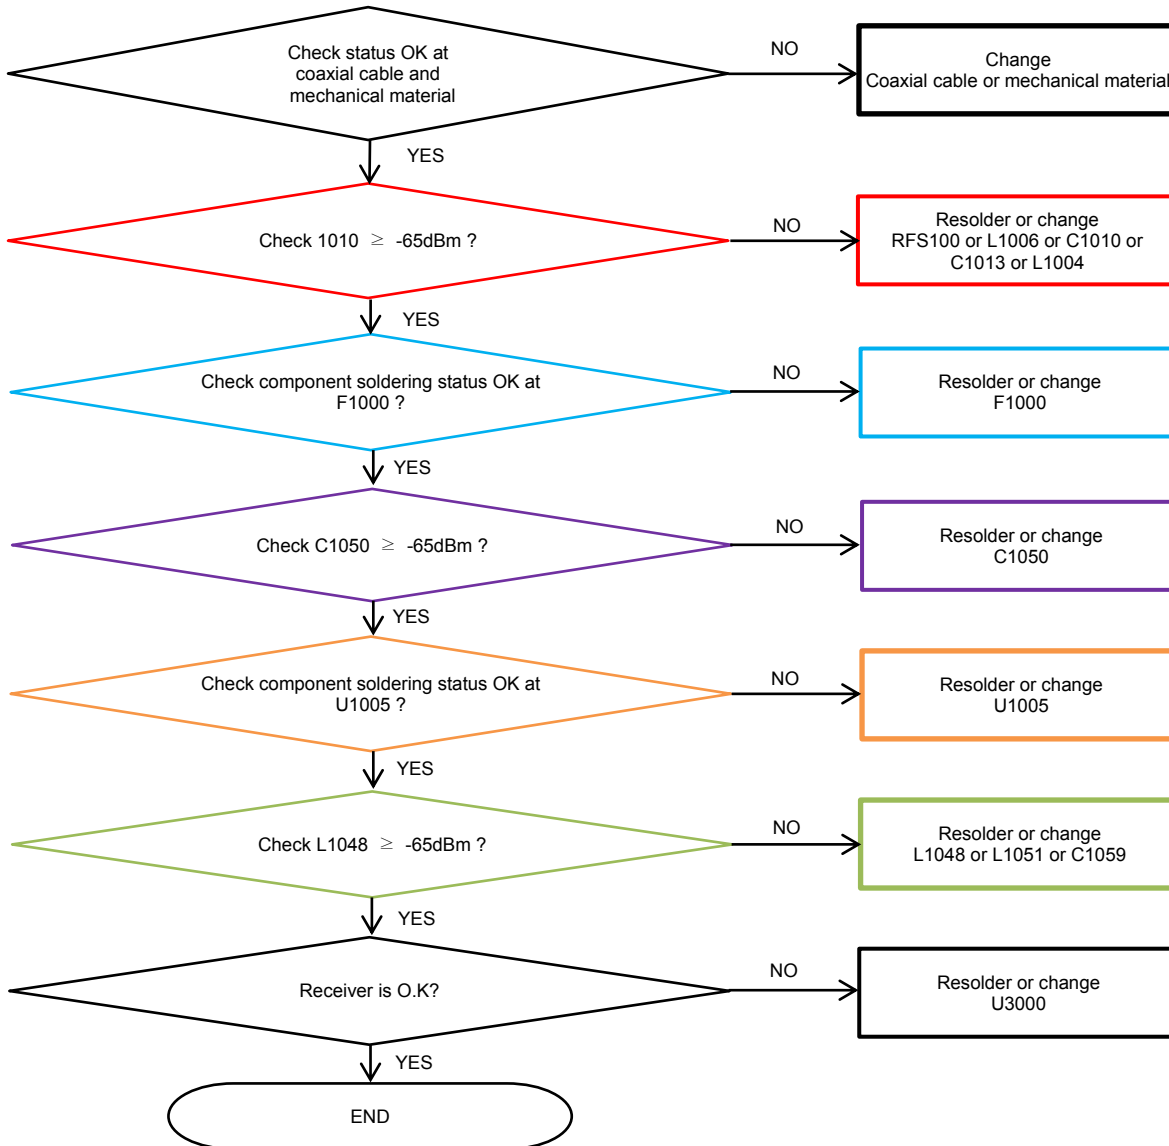 Check status OK at
coaxial cable and
mechanical material
NO
Change
Coaxial cable or mechanical material
YES
Check 1010 ≥ -65dBm ?
NO
Resolder or change
RFS100 or L1006 or C1010 or
C1013 or L1004
YES
Check component soldering status OK at
F1000 ?
NO
Resolder or change
F1000
YES
Check C1050 ≥ -65dBm ?
NO
Resolder or change
C1050
YES
Check component soldering status OK at
U1005 ?
NO
Resolder or change
U1005
YES
Check L1048 ≥ -65dBm ?
NO
Resolder or change
L1048 or L1051 or C1059
YES
Receiver is O.K?
NO
Resolder or change
U3000
YES
END